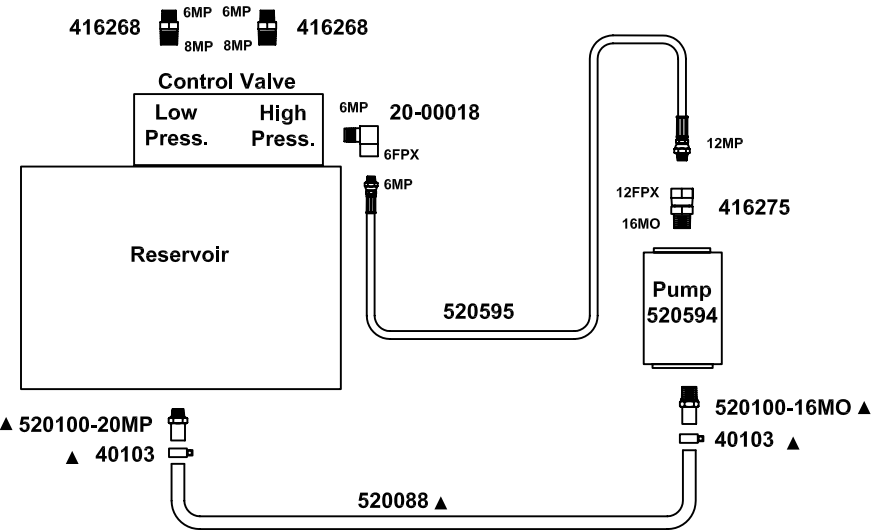 6MP 6MP
416268 416268
8MP 8MP
Control Valve
Low Press.
High Press.
6MP 20-00018
6FPX
6MP
12MP
12FPX
416275
16MO
Reservoir
Pump
520594
520595
▲ 520100-20MP
520100-16MO ▲
▲ 40103
40103 ▲
520088 ▲